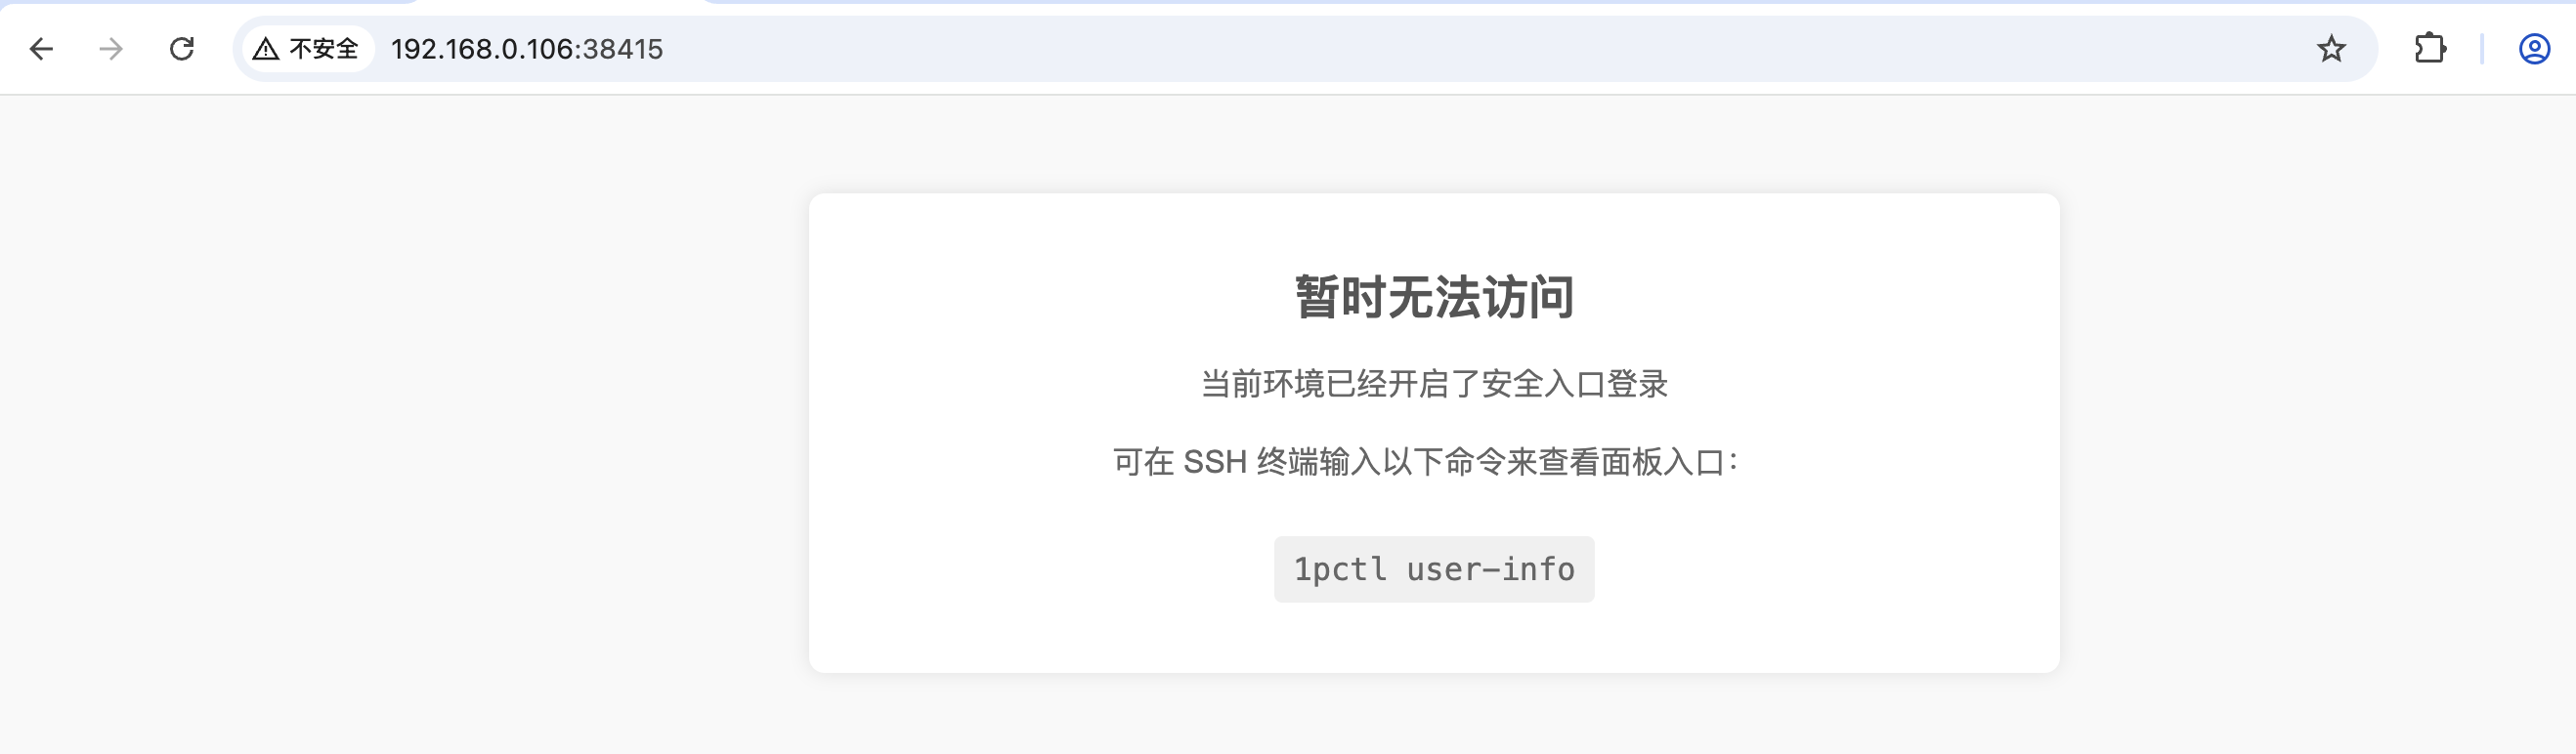 不安全 192.168.0.106:38415
暂时无法访问
当前环境已经开启了安全入口登录
可在 SSH 终端输入以下命令来查看面板入口：
1pctl user-info